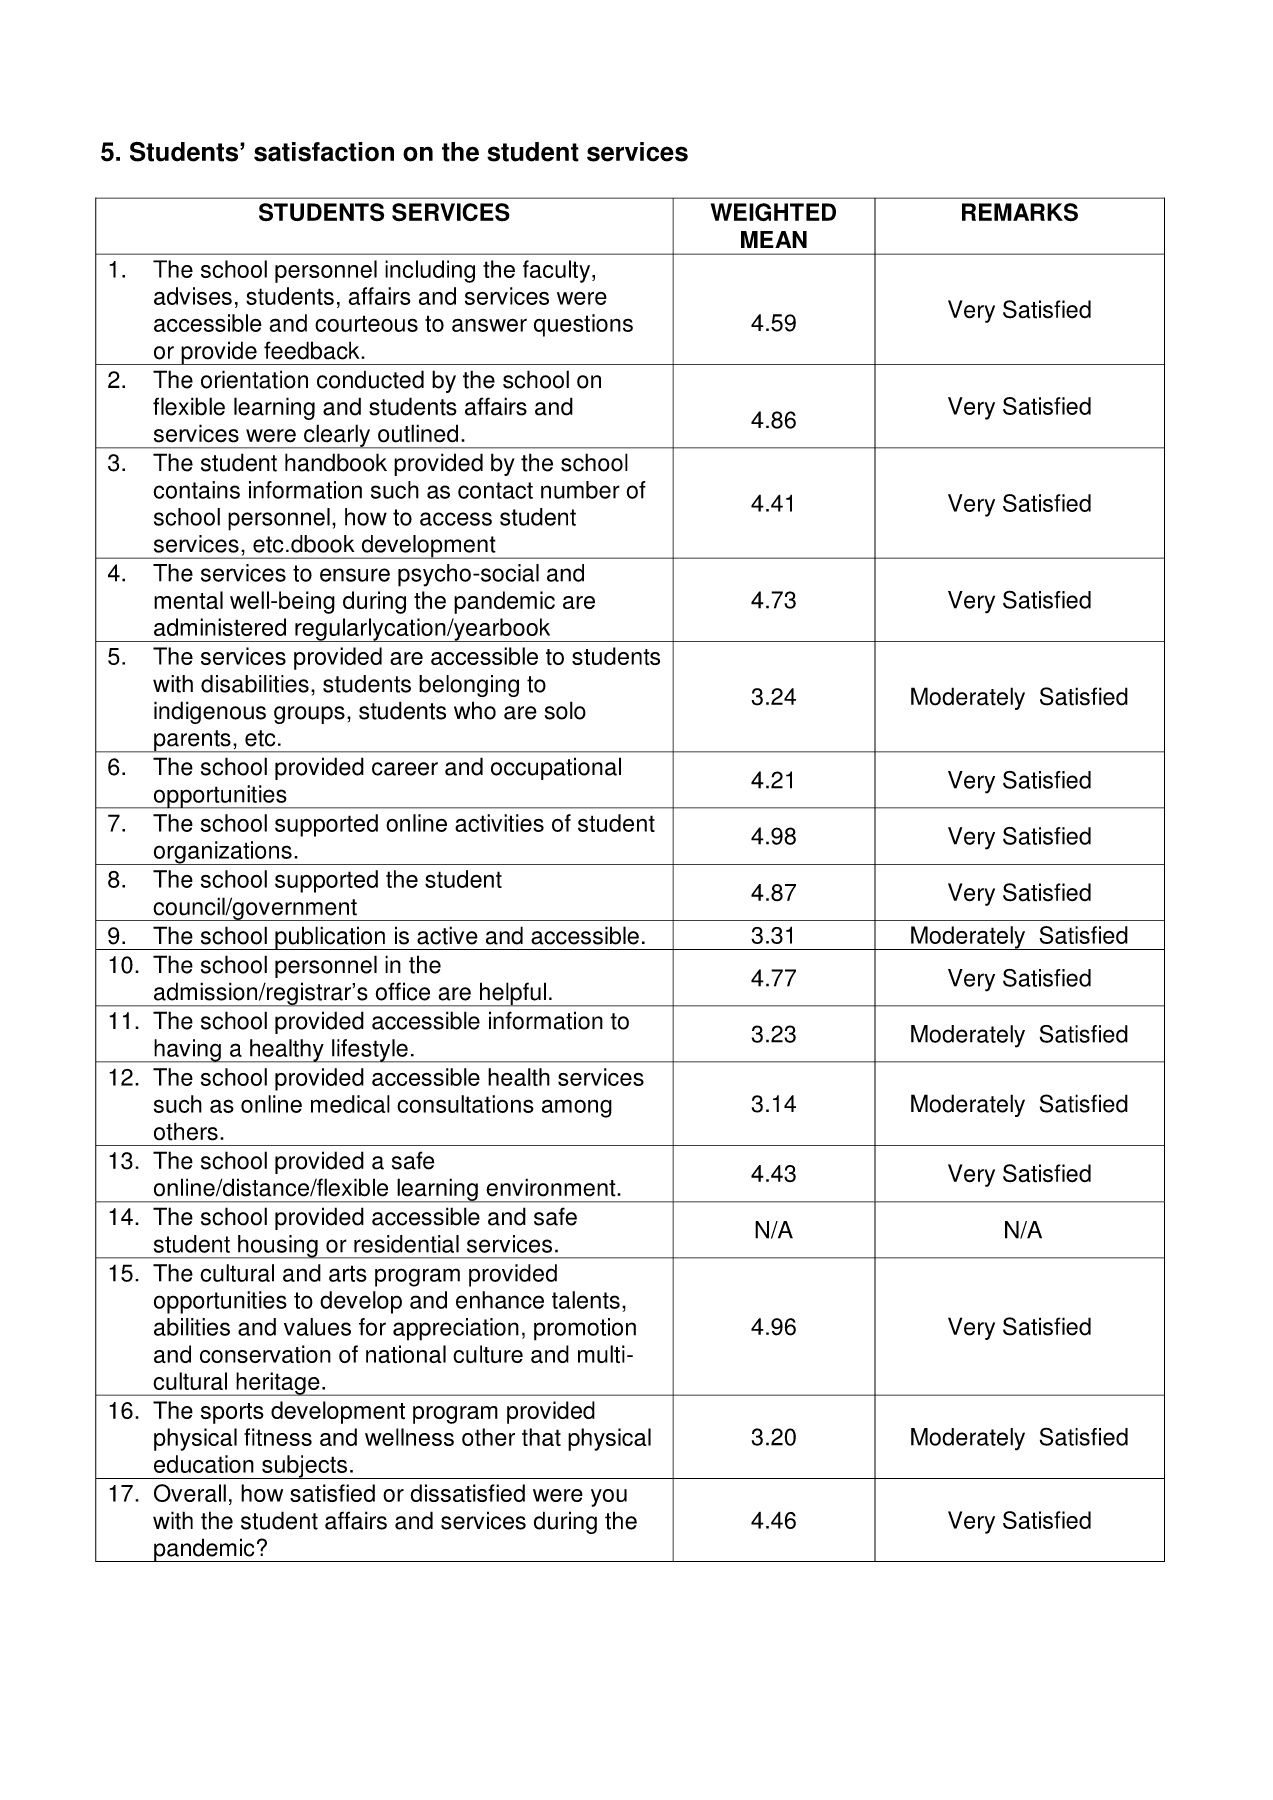 5. Students’ satisfaction on the student services
STUDENTS SERVICES
WEIGHTED
MEAN
REMARKS
1. The school personnel including the faculty,
advises, students, affairs and services were
accessible and courteous to answer questions
or provide feedback.
4.59
Very Satisfied
2. The orientation conducted by the school on
flexible learning and students affairs and
services were clearly outlined.
4.86
Very Satisfied
3. The student handbook provided by the school
contains information such as contact number of
school personnel, how to access student
services, etc.dbook development
4.41
Very Satisfied
4. The services to ensure psycho-social and
mental well-being during the pandemic are
administered regularlycation/yearbook
4.73
Very Satisfied
5. The services provided are accessible to students
with disabilities, students belonging to
indigenous groups, students who are solo
parents, etc.
3.24
Moderately Satisfied
6. The school provided career and occupational
opportunities
4.21
Very Satisfied
7. The school supported online activities of student
organizations.
4.98
Very Satisfied
8. The school supported the student
council/government
4.87
Very Satisfied
9. The school publication is active and accessible.
3.31
Moderately Satisfied
10. The school personnel in the
admission/registrar’s office are helpful.
4.77
Very Satisfied
11. The school provided accessible information to
having a healthy lifestyle.
3.23
Moderately Satisfied
12. The school provided accessible health services
such as online medical consultations among
others.
3.14
Moderately Satisfied
13. The school provided a safe
online/distance/flexible learning environment.
4.43
Very Satisfied
14. The school provided accessible and safe
student housing or residential services.
N/A
N/A
15. The cultural and arts program provided
opportunities to develop and enhance talents,
abilities and values for appreciation, promotion
and conservation of national culture and multi-
cultural heritage.
4.96
Very Satisfied
16. The sports development program provided
physical fitness and wellness other that physical
education subjects.
3.20
Moderately Satisfied
17. Overall, how satisfied or dissatisfied were you
with the student affairs and services during the
pandemic?
4.46
Very Satisfied